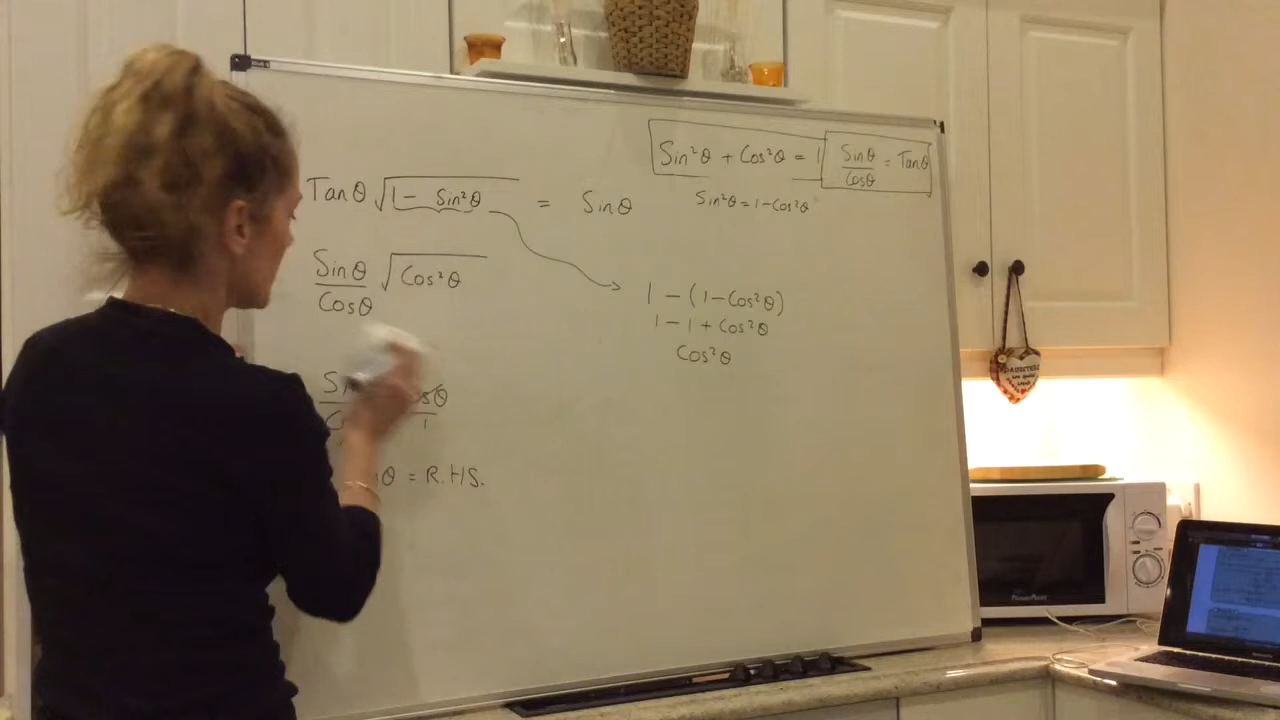 Sin²θ + Cos²θ = 1
Sinθ/Cosθ = Tanθ
Sin²θ = 1-Cos²θ
Tanθ √(1 - Sin²θ) = Sinθ
Sinθ/Cosθ √(Cos²θ)
1 - (1-Cos²θ)
1 - 1 + Cos²θ
Cos²θ
θ = R.HS.